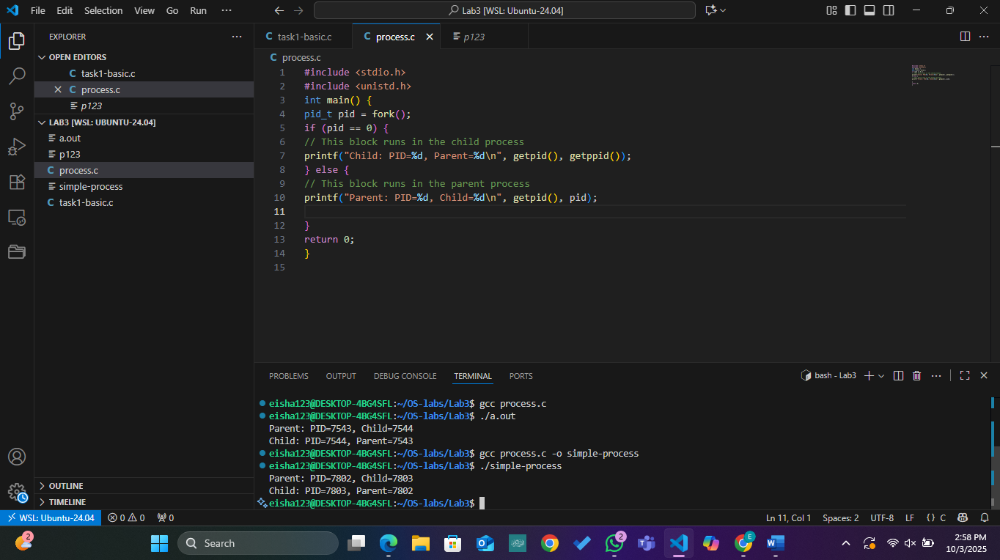 File Edit Selection View Go Run ···
Lab3 [WSL: Ubuntu-24.04]
EXPLORER ···
OPEN EDITORS
C task1-basic.c
C process.c
p123
LAB3 [WSL: UBUNTU-24.04]
a.out
p123
C process.c
simple-process
C task1-basic.c
OUTLINE
TIMELINE
C task1-basic.c C process.c p123
C process.c
1 #include <stdio.h>
2 #include <unistd.h>
3 int main() {
4 pid_t pid = fork();
5 if (pid == 0) {
6 // This block runs in the child process
7 printf("Child: PID=%d, Parent=%d\n", getpid(), getppid());
8 } else {
9 // This block runs in the parent process
10 printf("Parent: PID=%d, Child=%d\n", getpid(), pid);
11
12 }
13 return 0;
14 }
15
PROBLEMS OUTPUT DEBUG CONSOLE TERMINAL PORTS bash - Lab3
eisha123@DESKTOP-4BG4SFL:~/OS-labs/Lab3$ gcc process.c
eisha123@DESKTOP-4BG4SFL:~/OS-labs/Lab3$ ./a.out
Parent: PID=7543, Child=7544
Child: PID=7544, Parent=7543
eisha123@DESKTOP-4BG4SFL:~/OS-labs/Lab3$ gcc process.c -o simple-process
eisha123@DESKTOP-4BG4SFL:~/OS-labs/Lab3$ ./simple-process
Parent: PID=7802, Child=7803
Child: PID=7803, Parent=7802
eisha123@DESKTOP-4BG4SFL:~/OS-labs/Lab3$
WSL: Ubuntu-24.04 0 0 0 Ln 11, Col 1 Spaces: 2 UTF-8 LF {} C
2 Search 2 E
2:58 PM
10/3/2025